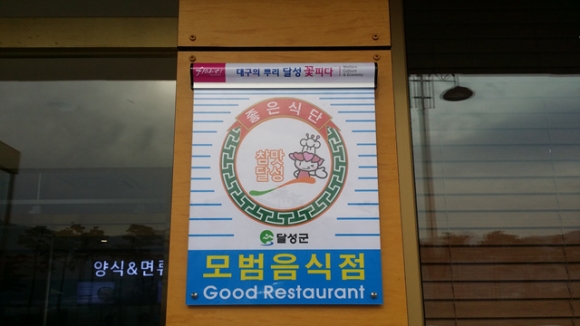 대구의 뿌리 달성 꽃피다
좋은식단
참맛
달성
달성군
모범음식점
Good Restaurant
양식&면류